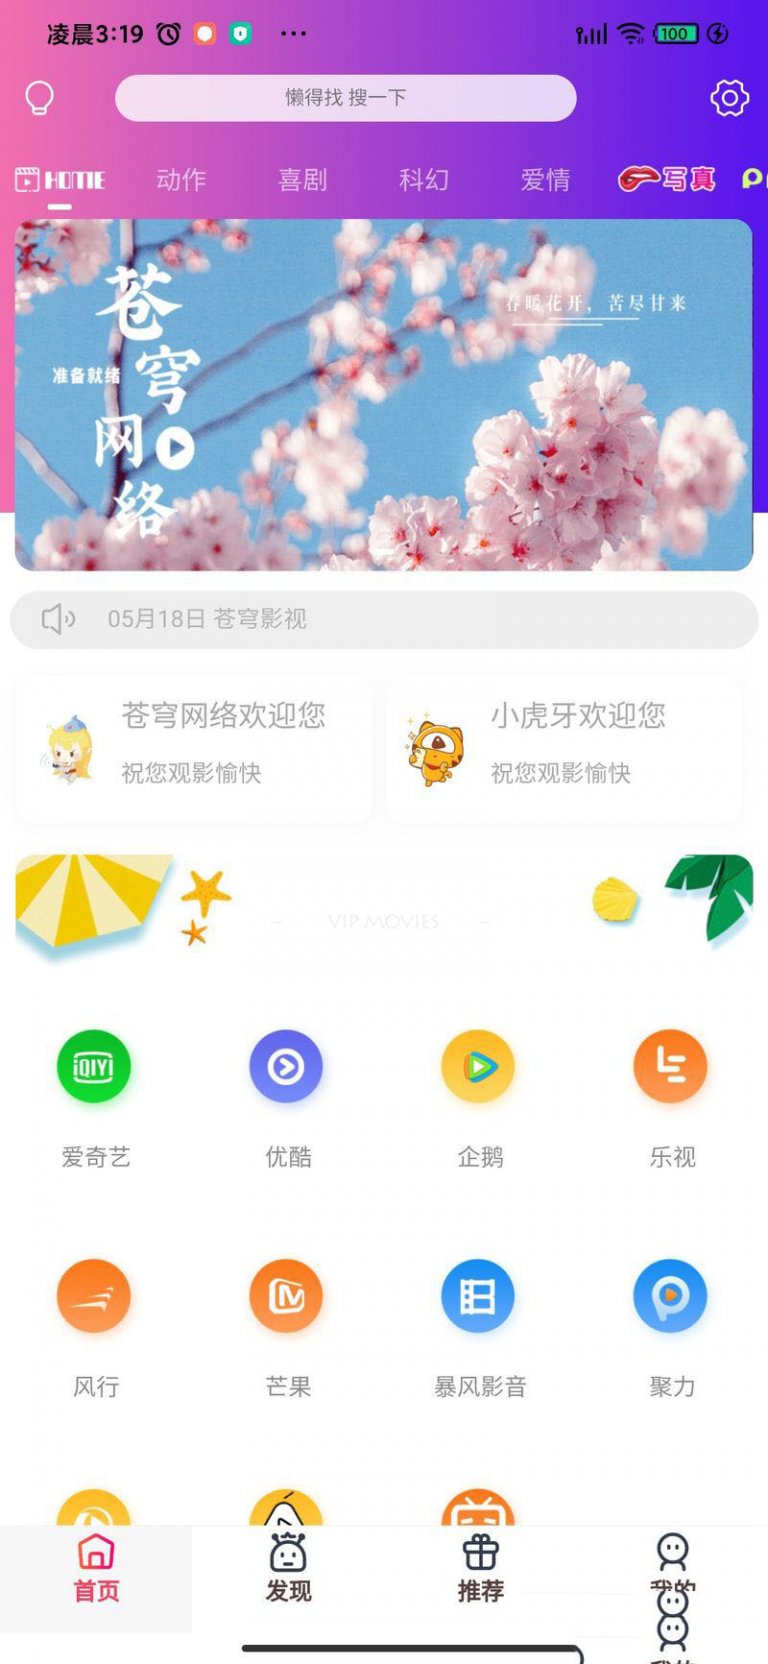 凌晨3:19
100
懒得找 搜一下
HOME 动作 喜剧 科幻 爱情 写真
苍穹网络
准备就绪
春暖花开，苦尽甘来
05月18日 苍穹影视
苍穹网络欢迎您
祝您观影愉快
小虎牙欢迎您
祝您观影愉快
VIP MOVIES
iQIYI
爱奇艺 优酷 企鹅 乐视
风行 芒果 暴风影音 聚力
首页 发现 推荐 我的